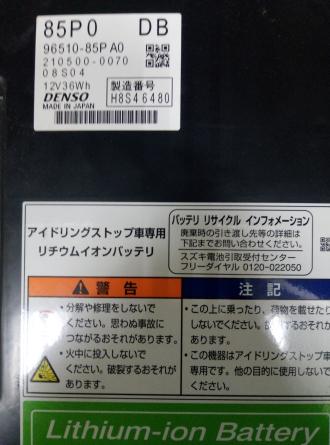 85P0 DB
96510-85PA0
210500-0070
08S04
12V36Wh
DENSO
MADE IN JAPAN
製造番号
H8S46480
アイドリングストップ車専用
リチウムイオンバッテリ
バッテリ リサイクル インフォメーション
廃棄時の引き渡し先等の詳細は
下記までお問い合わせください。
スズキ電池引取受付センター
フリーダイヤル 0120-022050
警告
・分解や修理をしないで
ください。思わぬ事故に
つながるおそれがあります。
・火中に投入しないで
ください。破裂するおそれが
あります。
注記
・この上に乗ったり、荷物を載せたり
しないでください。故障するおそれが
あります。
・この機器はアイドリングストップ車
専用です。他の目的に使用しないで
ください。
Lithium-ion Battery